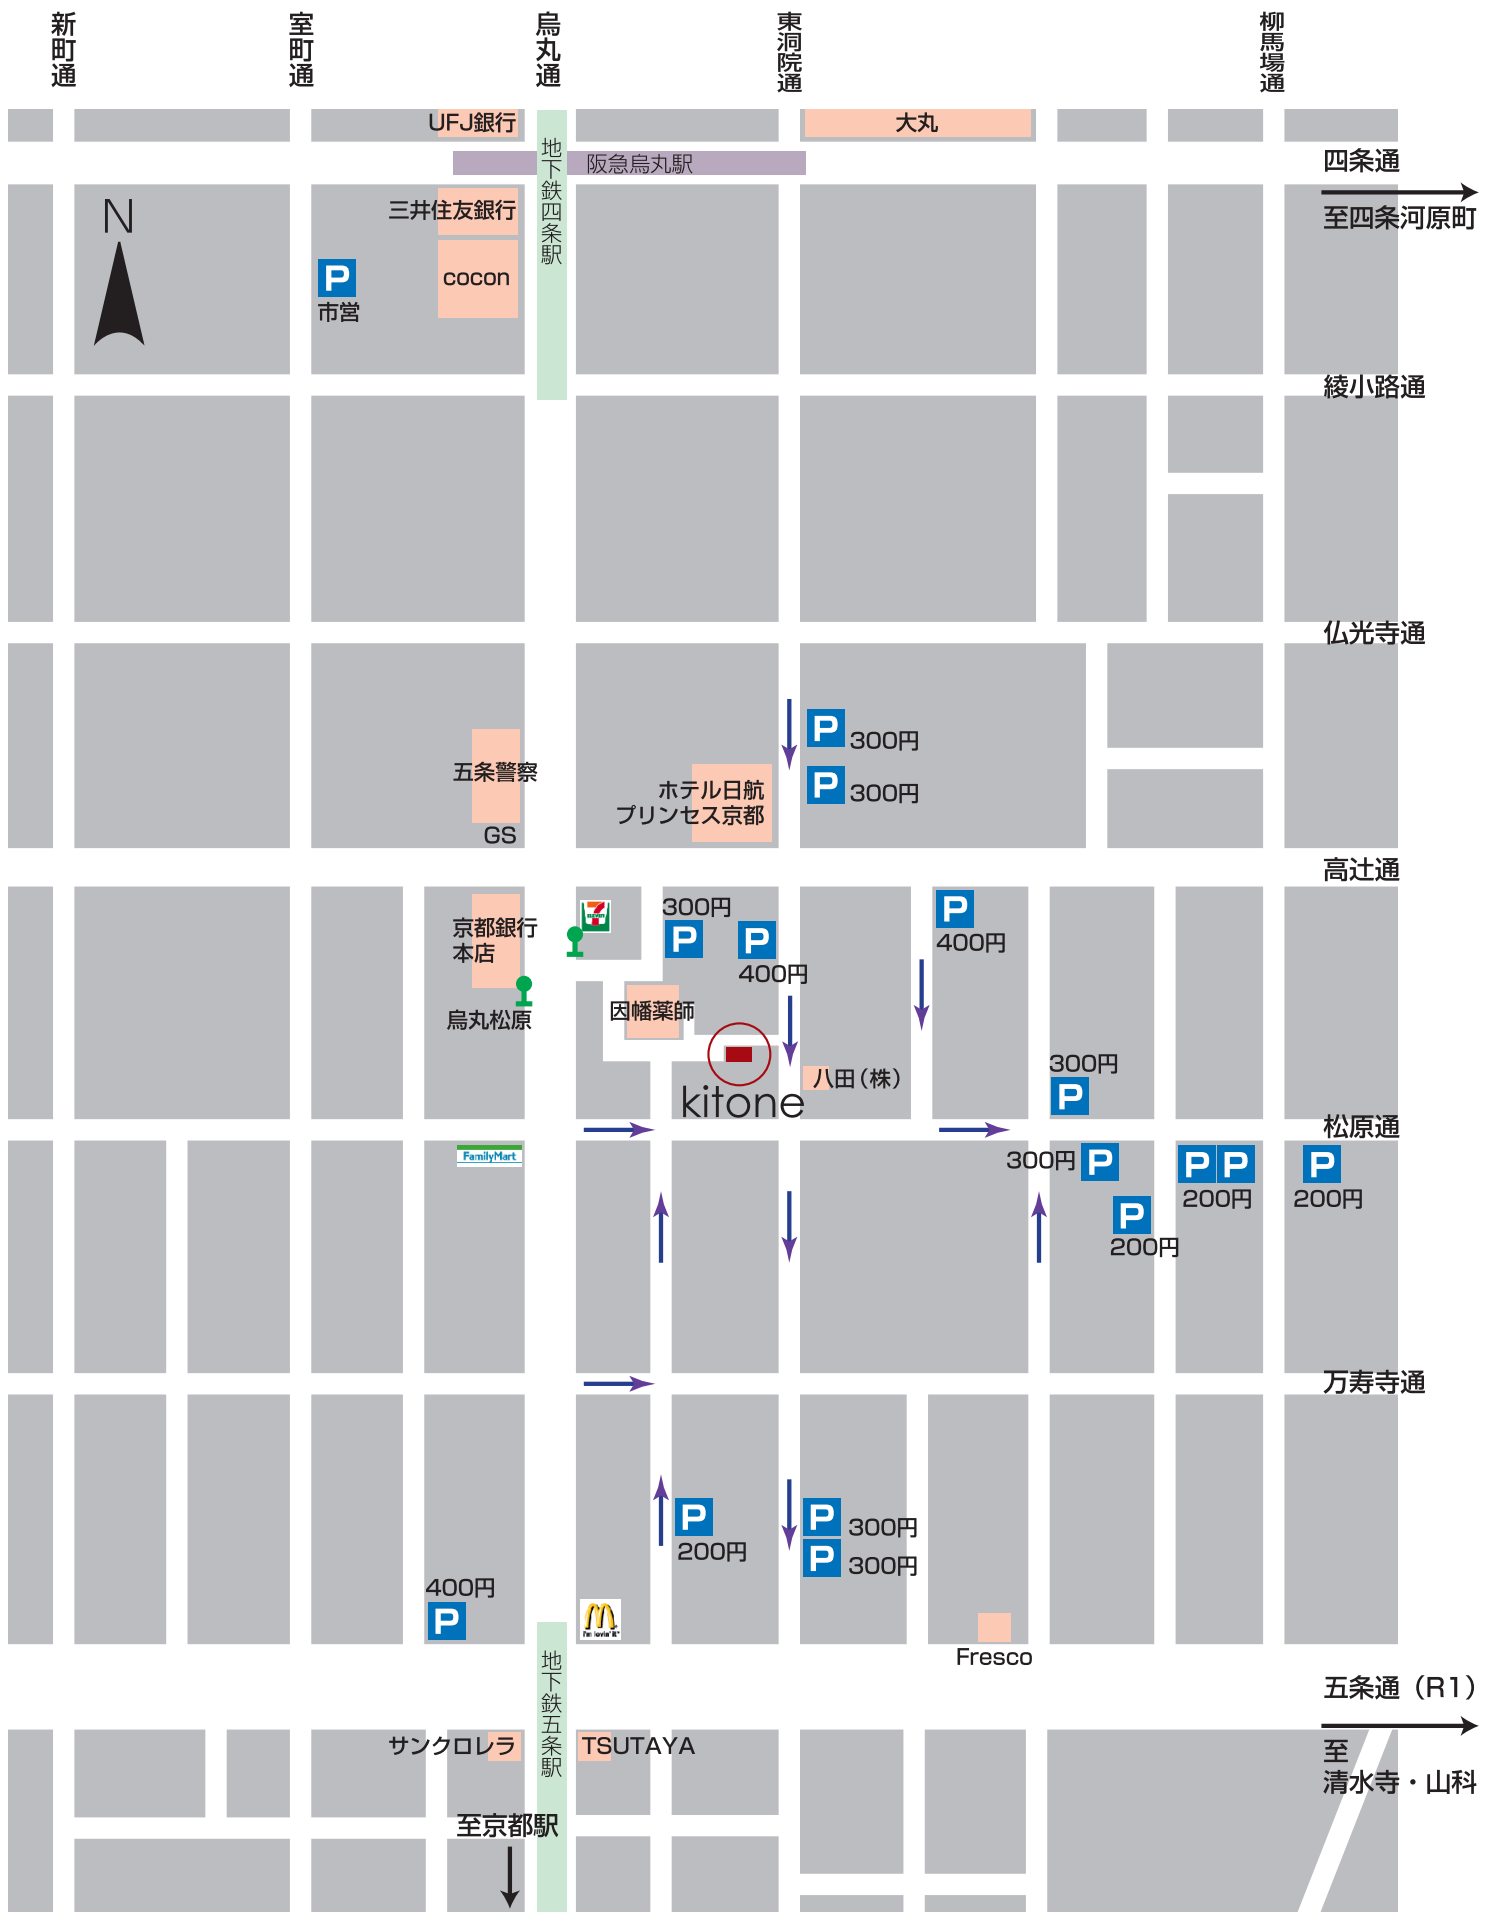 新町通
室町通
烏丸通
東洞院通
柳馬場通
UFJ銀行
大丸
地下鉄四条駅
阪急烏丸駅
四条通
至四条河原町
三井住友銀行
N
cocon
P
市営
綾小路通
仏光寺通
P
300円
P
300円
五条警察
GS
ホテル日航
プリンセス京都
高辻通
京都銀行
本店
7
ELEVEN
300円
P
P
400円
P
400円
烏丸松原
因幡薬師
kitone
八田(株)
300円
P
松原通
FamilyMart
300円
P
P
P
200円
P
200円
P
200円
万寿寺通
P
200円
P
300円
P
300円
400円
P
i'm lovin' it
Fresco
地下鉄五条駅
五条通(R1)
至
清水寺・山科
サンクロレラ
TSUTAYA
至京都駅